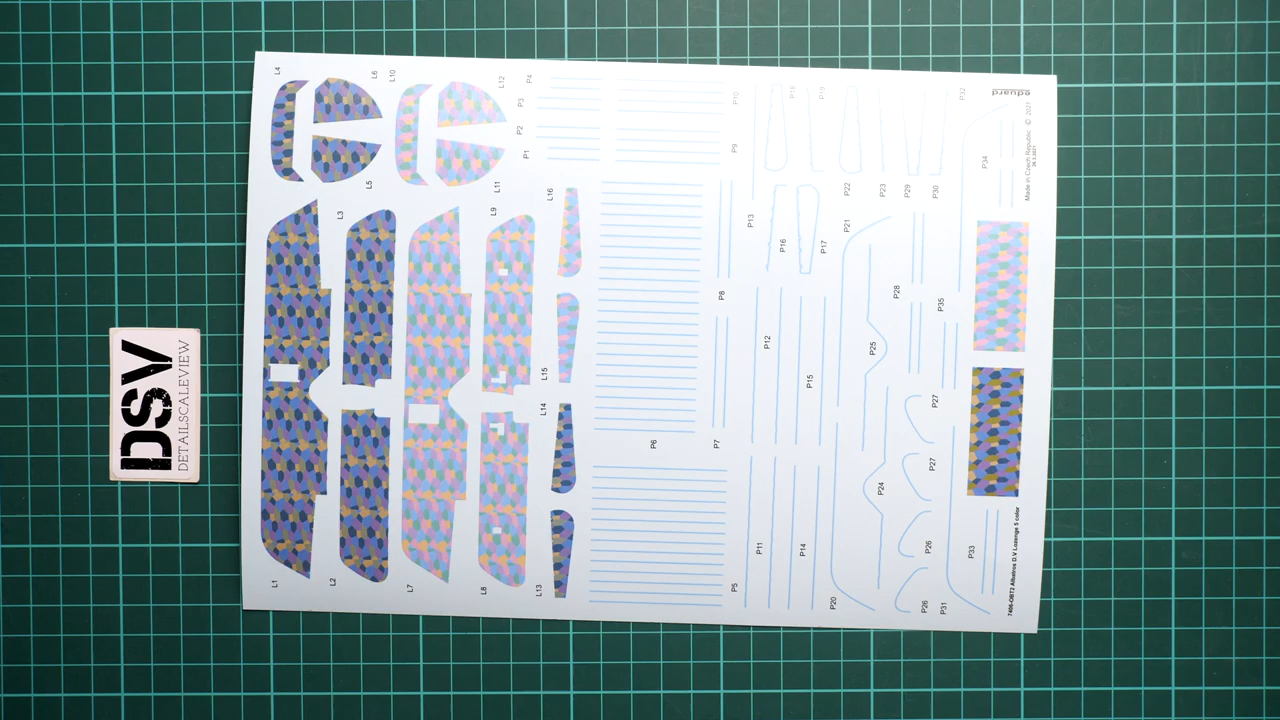 DSV
DETAILSCALEVIEW
L4
L6
L10
L12
P4
P3
P2
P1
P10
P9
P18
P19
P32
eduard
Made in Czech Republic © 2021
P34
L5
L11
L3
L9
L16
P13
P16
P17
P22
P23
P29
P30
P21
P28
P35
P8
P12
P15
P25
L15
L14
P6
P7
P27
P27
P24
P26
P26
P33
P11
P14
L1
L2
L7
L8
L13
P5
P20
P31
7406-OBT2 Albatros D.V Lozenge 5 color